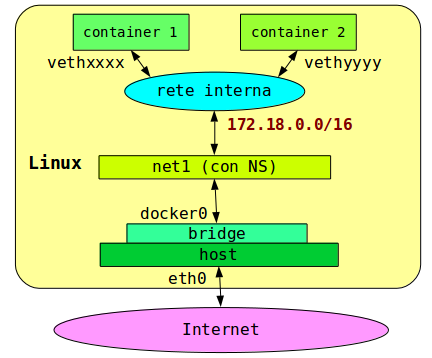 container 1
container 2
vethxxxx
vethyyyy
rete interna
172.18.0.0/16
Linux
net1 (con NS)
docker0
bridge
host
eth0
Internet